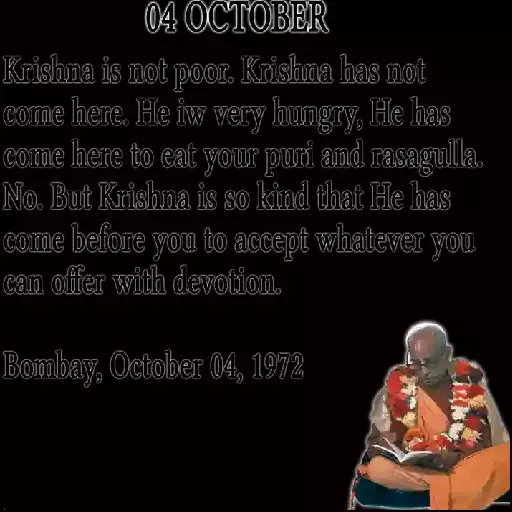 04 OCTOBER
Krishna is not poor. Krishna has not
come here. He iw very hungry, He has
come here to eat your puri and rasagulla.
No. But Krishna is so kind that He has
come before you to accept whatever you
can offer with devotion.
Bombay, October 04, 1972